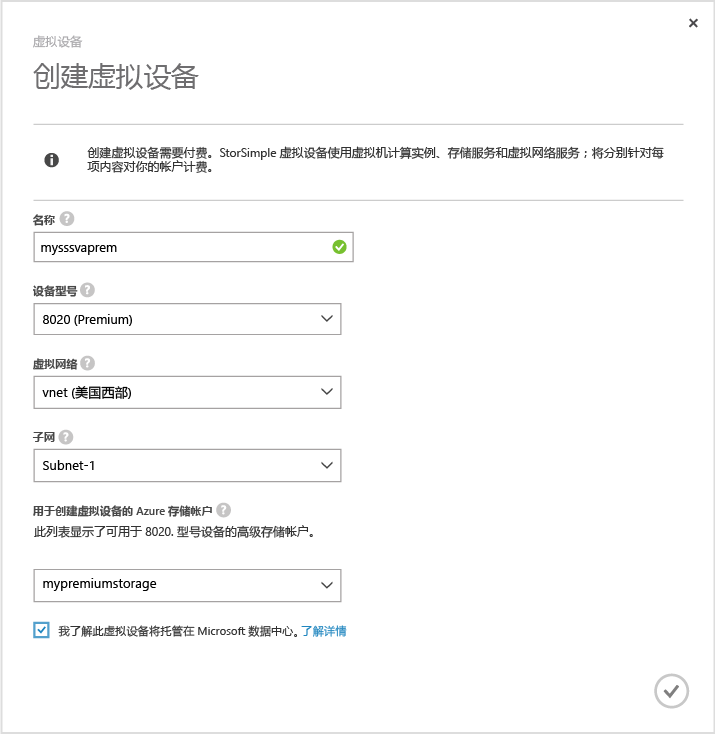 虚拟设备
创建虚拟设备
创建虚拟设备需要付费。StorSimple 虚拟设备使用虚拟机计算实例、存储服务和虚拟网络服务；将分别针对每
项内容对你的帐户计费。
名称 ?
mysssvaprem
设备型号 ?
8020 (Premium)
虚拟网络 ?
vnet (美国西部)
子网 ?
Subnet-1
用于创建虚拟设备的 Azure 存储帐户 ?
此列表显示了可用于 8020. 型号设备的高级存储帐户。
mypremiumstorage
我了解此虚拟设备将托管在 Microsoft 数据中心。了解详情